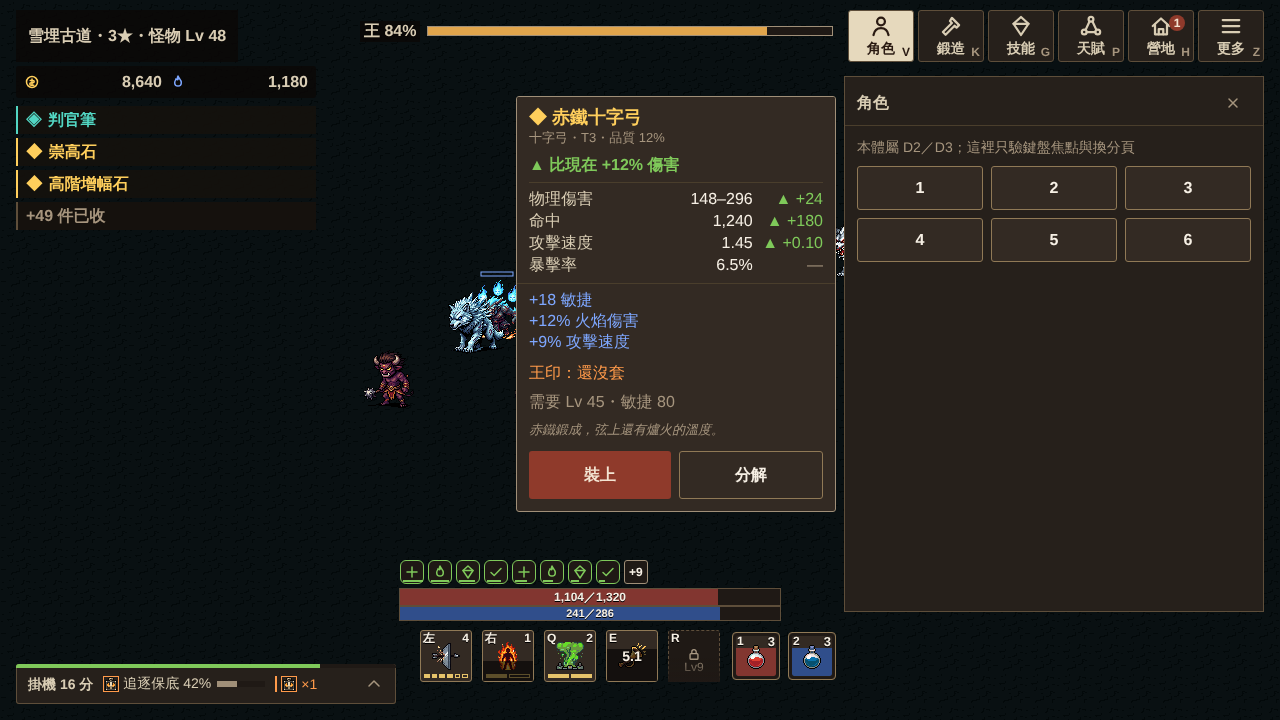 雪埋古道・3★・怪物 Lv 48
王 84%
角色 V
鍛造 K
技能 G
天賦 P
營地 H
1
更多 Z
8,640
1,180
判官筆
崇高石
高階增幅石
+49 件已收
赤鐵十字弓
十字弓・T3・品質 12%
▲ 比現在 +12% 傷害
物理傷害 148–296 ▲ +24
命中 1,240 ▲ +180
攻擊速度 1.45 ▲ +0.10
暴擊率 6.5% —
+18 敏捷
+12% 火焰傷害
+9% 攻擊速度
王印：還沒套
需要 Lv 45・敏捷 80
赤鐵鍛成，弦上還有爐火的溫度。
裝上
分解
角色
本體屬 D2／D3；這裡只驗鍵盤焦點與換分頁
1 2 3
4 5 6
+9
1,104／1,320
241／286
左 4
右 1
Q 2
E 5.1
R Lv9
1 3
2 3
掛機 16 分 追逐保底 42% ×1